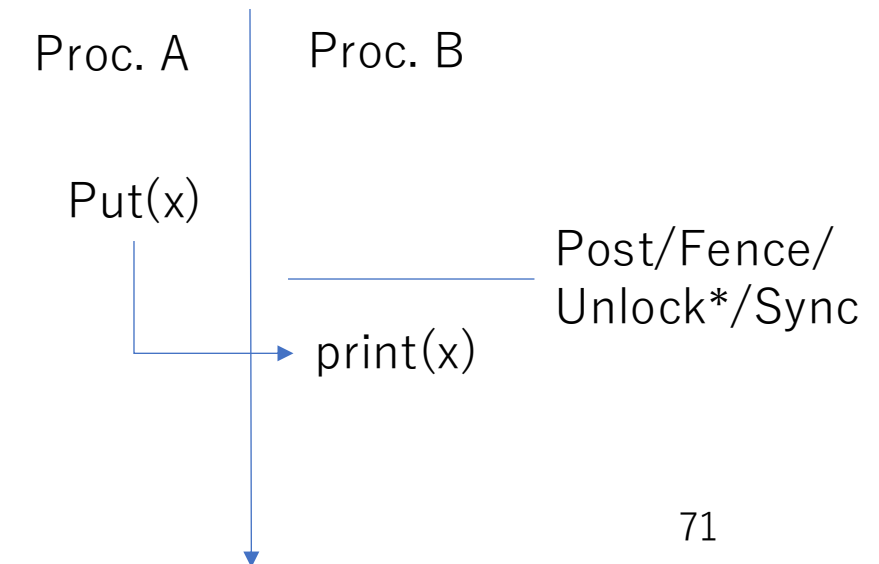 Proc. A
Proc. B
Put(x)
Post/Fence/
Unlock*/Sync
print(x)
71